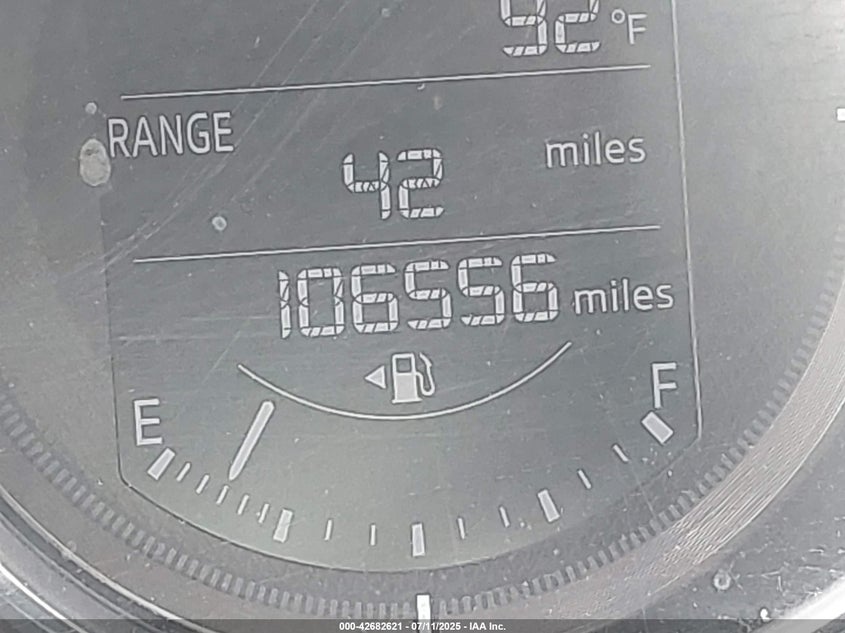 92 °F
RANGE
42 miles
106556 miles
E F
000-42682621 - 07/11/2025 - IAA Inc.